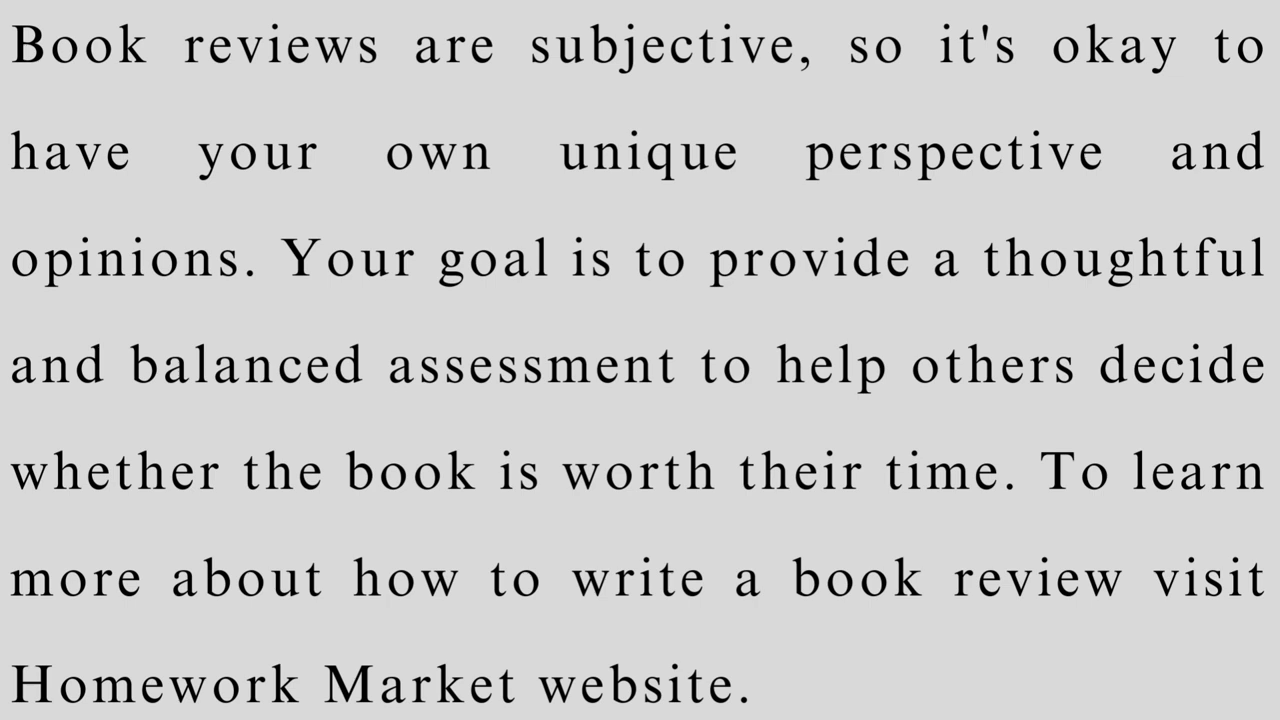 Book reviews are subjective, so it's okay to
have your own unique perspective and
opinions. Your goal is to provide a thoughtful
and balanced assessment to help others decide
whether the book is worth their time. To learn
more about how to write a book review visit
Homework Market website.